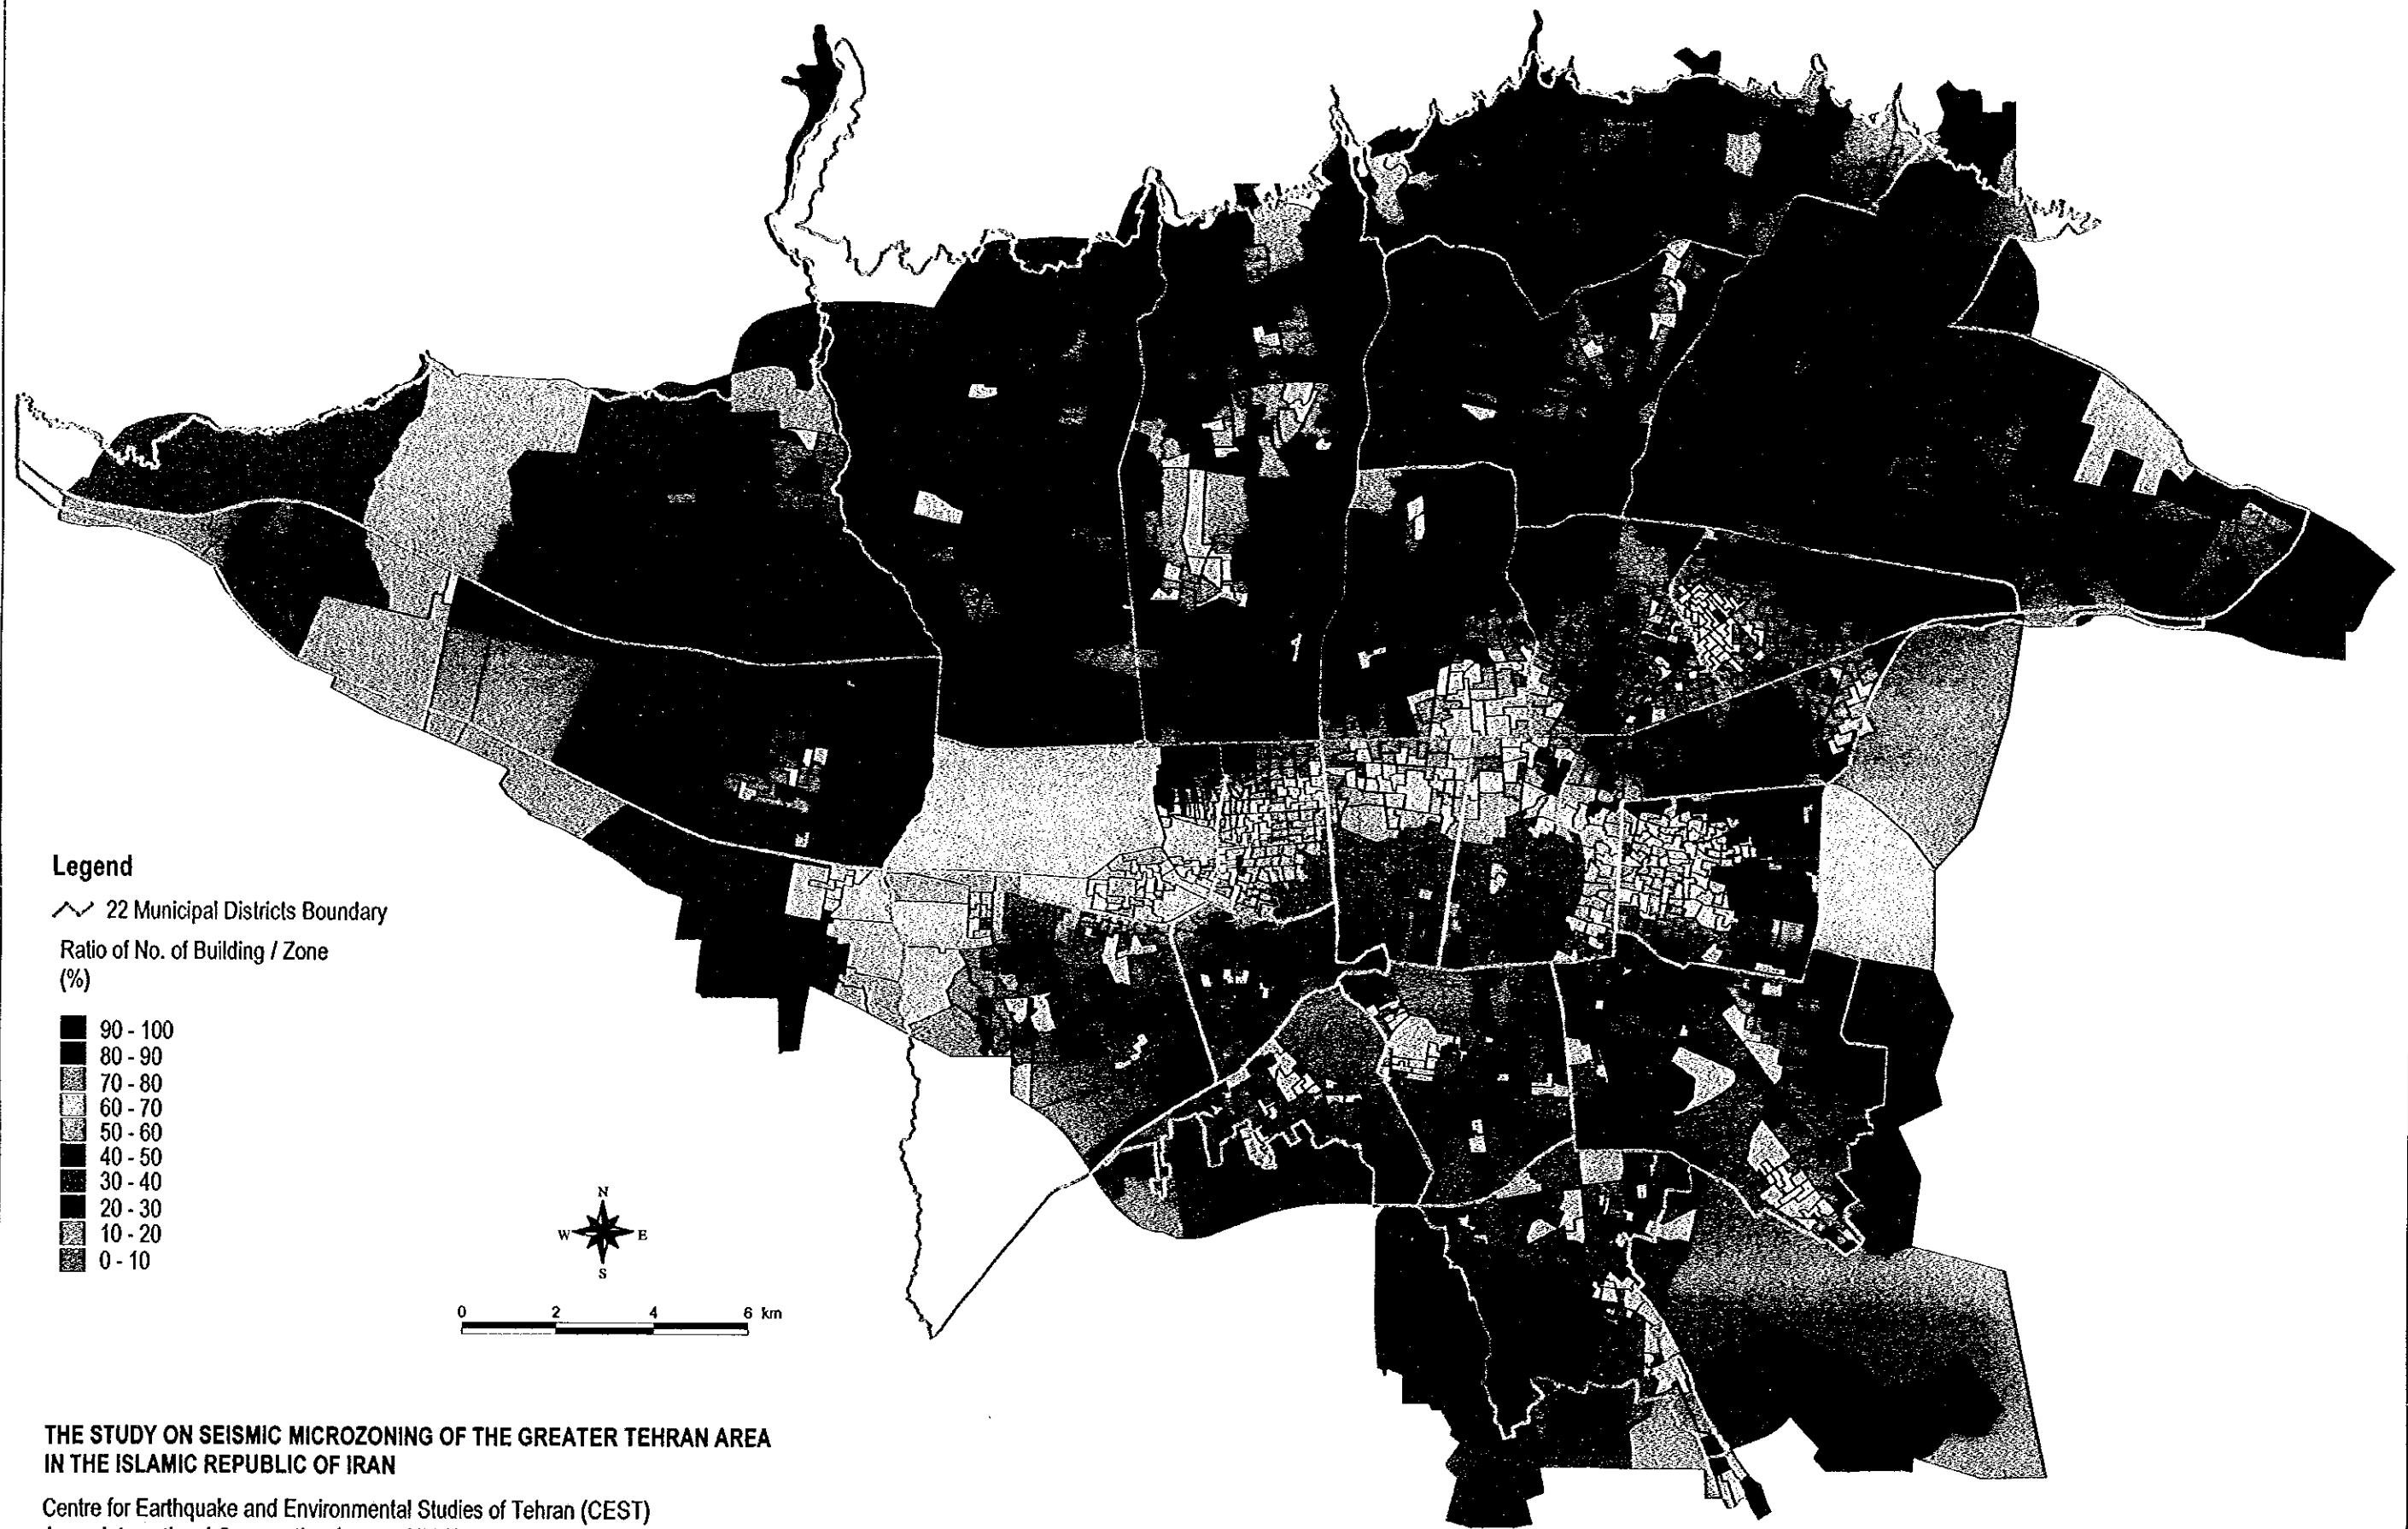 Legend
22 Municipal Districts Boundary
Ratio of No. of Building / Zone
(%)
90 - 100
80 - 90
70 - 80
60 - 70
50 - 60
40 - 50
30 - 40
20 - 30
10 - 20
0 - 10
N
W E
S
0 2 4 6 km
THE STUDY ON SEISMIC MICROZONING OF THE GREATER TEHRAN AREA
IN THE ISLAMIC REPUBLIC OF IRAN
Centre for Earthquake and Environmental Studies of Tehran (CEST)